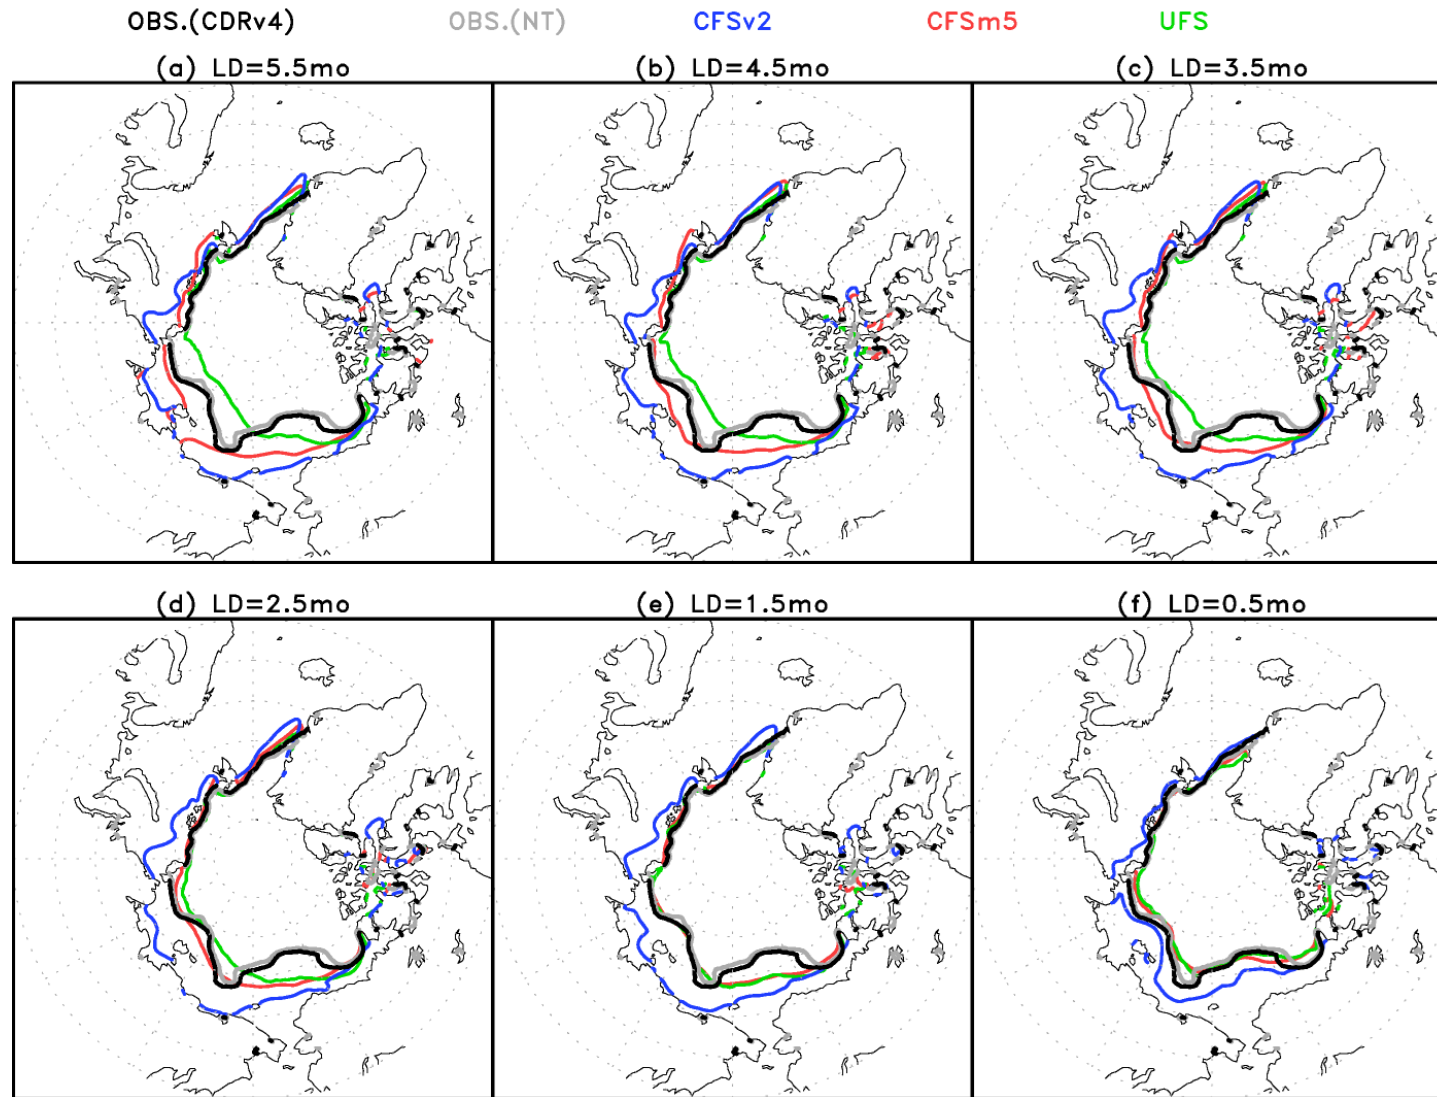 OBS.(CDRv4) OBS.(NT) CFSv2 CFSm5 UFS
(a) LD=5.5mo (b) LD=4.5mo (c) LD=3.5mo
(d) LD=2.5mo (e) LD=1.5mo (f) LD=0.5mo